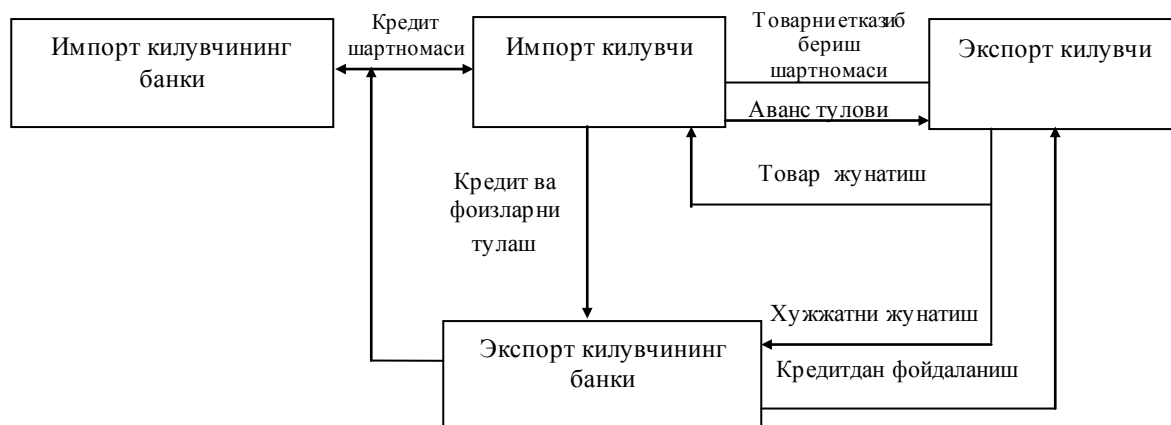 Импорт килувчининг
банки
Кредит
шартномаси
Импорт килувчи
Товарни етказиб
бериш
шартномаси
Экспорт килувчи
Аванс тулови
Товар жунатиш
Кредит ва
фоизларни
тулаш
Хужжатни жунатиш
Экспорт килувчининг
банки
Кредитдан фойдаланиш